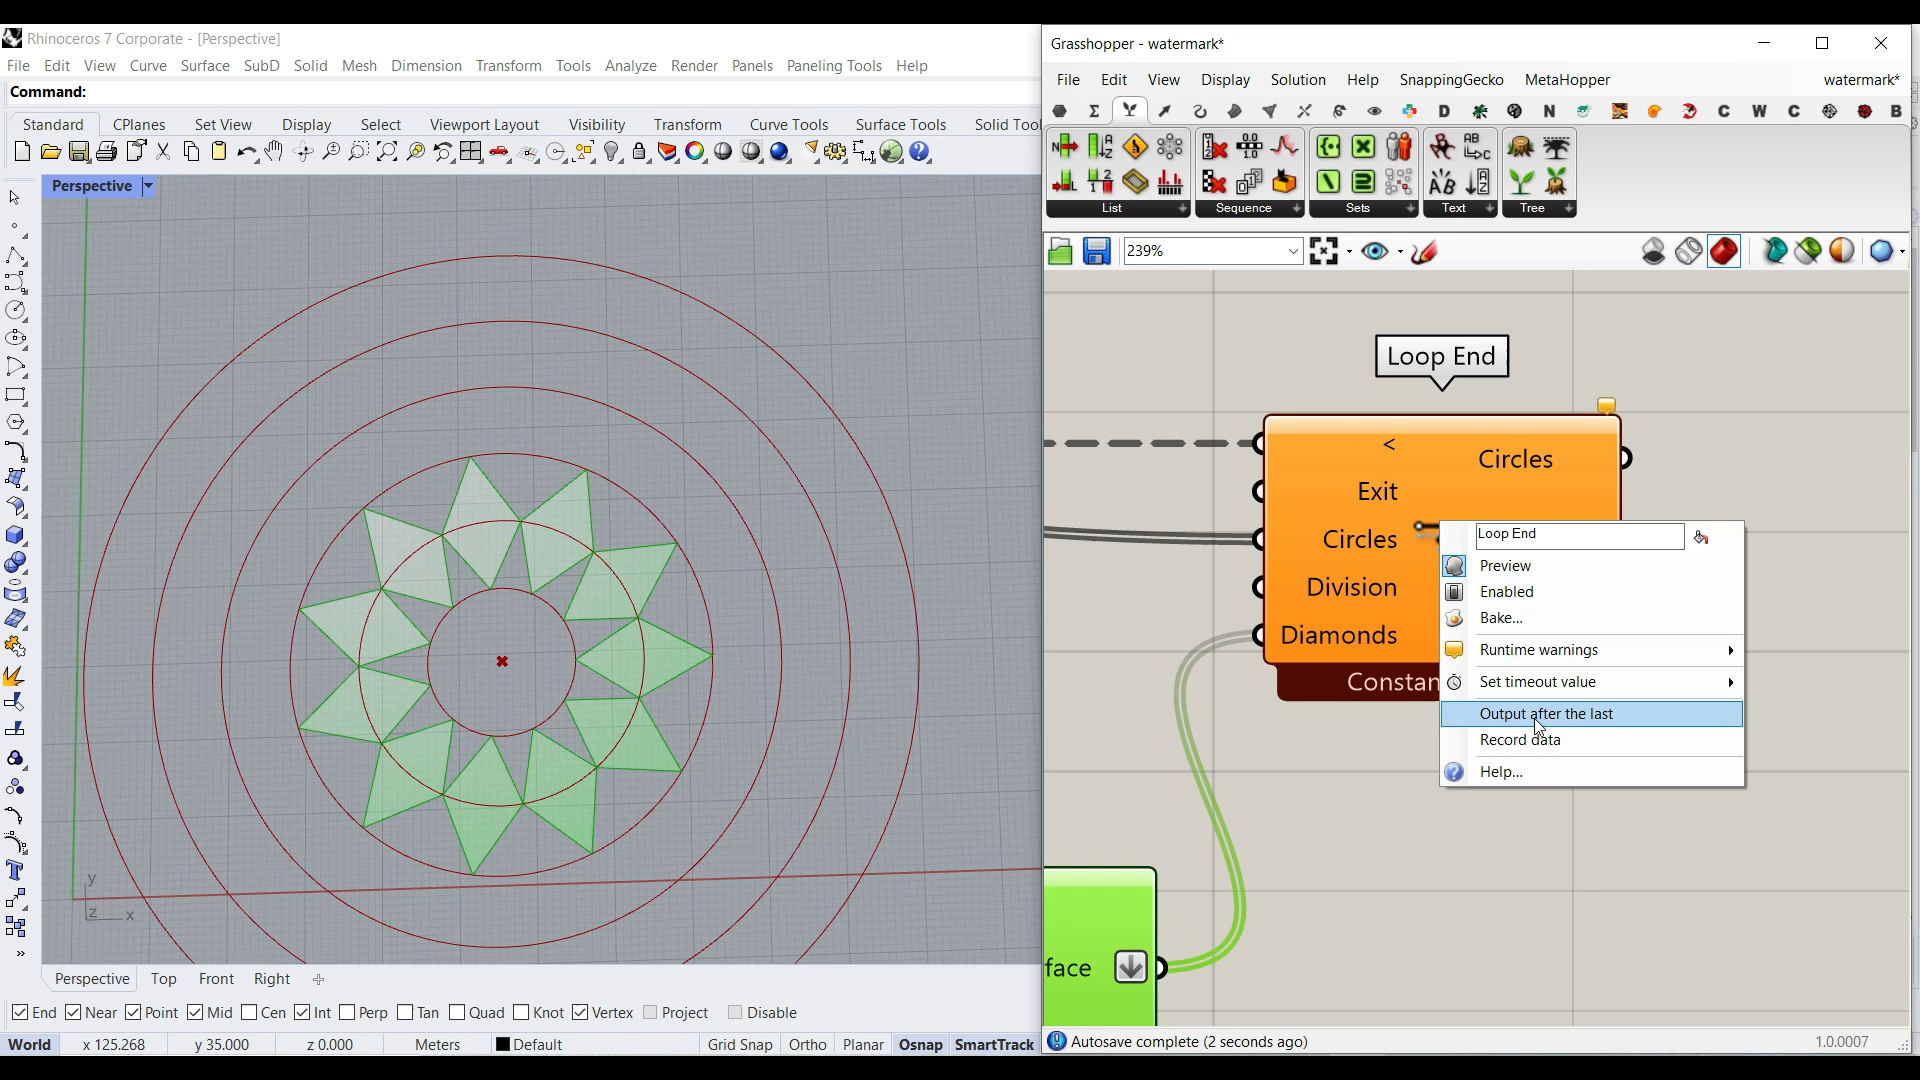 Rhinoceros 7 Corporate - [Perspective]
File Edit View Curve Surface SubD Solid Mesh Dimension Transform Tools Analyze Render Panels Paneling Tools Help
Command:
Standard CPlanes Set View Display Select Viewport Layout Visibility Transform Curve Tools Surface Tools Solid Tool
Perspective
y
z x
Perspective Top Front Right
End Near Point Mid Cen Int Perp Tan Quad Knot Vertex Project Disable
World x 125.268 y 35.000 z 0.000 Meters Default Grid Snap Ortho Planar Osnap SmartTrack
Grasshopper - watermark*
File Edit View Display Solution Help SnappingGecko MetaHopper watermark*
D N C W C B
List Sequence Sets Text Tree
239%
Loop End
<
Circles
Exit
Circles
Division
Diamonds
Constan
Loop End
Preview
Enabled
Bake...
Runtime warnings
Set timeout value
Output after the last
Record data
Help...
face
Autosave complete (2 seconds ago)
1.0.0007